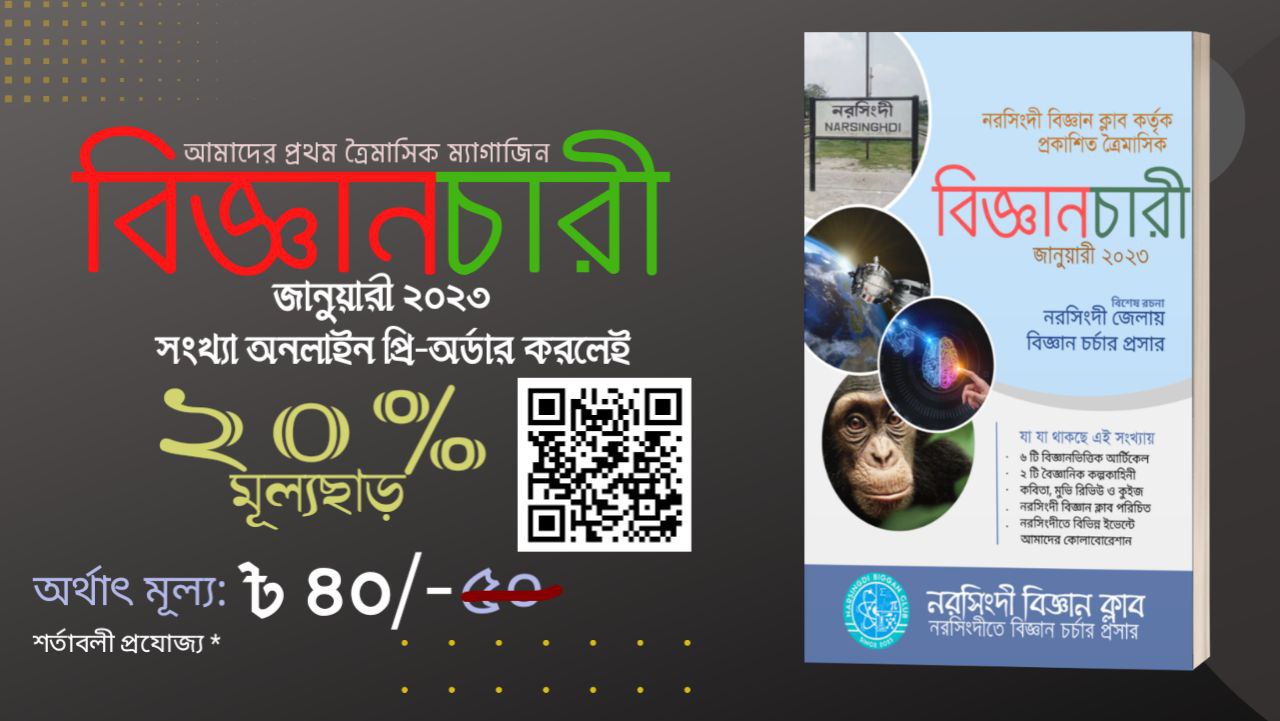 আমাদের প্রথম ত্রৈমাসিক ম্যাগাজিন
বিজ্ঞানচারী
জানুয়ারী ২০২৩
সংখ্যা অনলাইন প্রি-অর্ডার করলেই
২০%
মূল্যছাড়
অর্থাৎ মূল্য: ৳ ৪০/- ৫০
শর্তাবলী প্রযোজ্য *
নরসিংদী
NARSINGHDI
নরসিংদী বিজ্ঞান ক্লাব কর্তৃক
প্রকাশিত ত্রৈমাসিক
বিজ্ঞানচারী
জানুয়ারী ২০২৩
বিশেষ রচনা
নরসিংদী জেলায়
বিজ্ঞান চর্চার প্রসার
যা যা থাকছে এই সংখ্যায়
· ৬ টি বিজ্ঞানভিত্তিক আর্টিকেল
· ২ টি বৈজ্ঞানিক কল্পকাহিনী
· কবিতা, মুভি রিভিউ ও কুইজ
· নরসিংদী বিজ্ঞান ক্লাব পরিচিত
· নরসিংদীতে বিভিন্ন ইভেন্টে
আমাদের কোলাবোরেশান
NARSINGDI BIGGAN CLUB
SINCE 2021
নরসিংদী বিজ্ঞান ক্লাব
নরসিংদীতে বিজ্ঞান চর্চার প্রসার